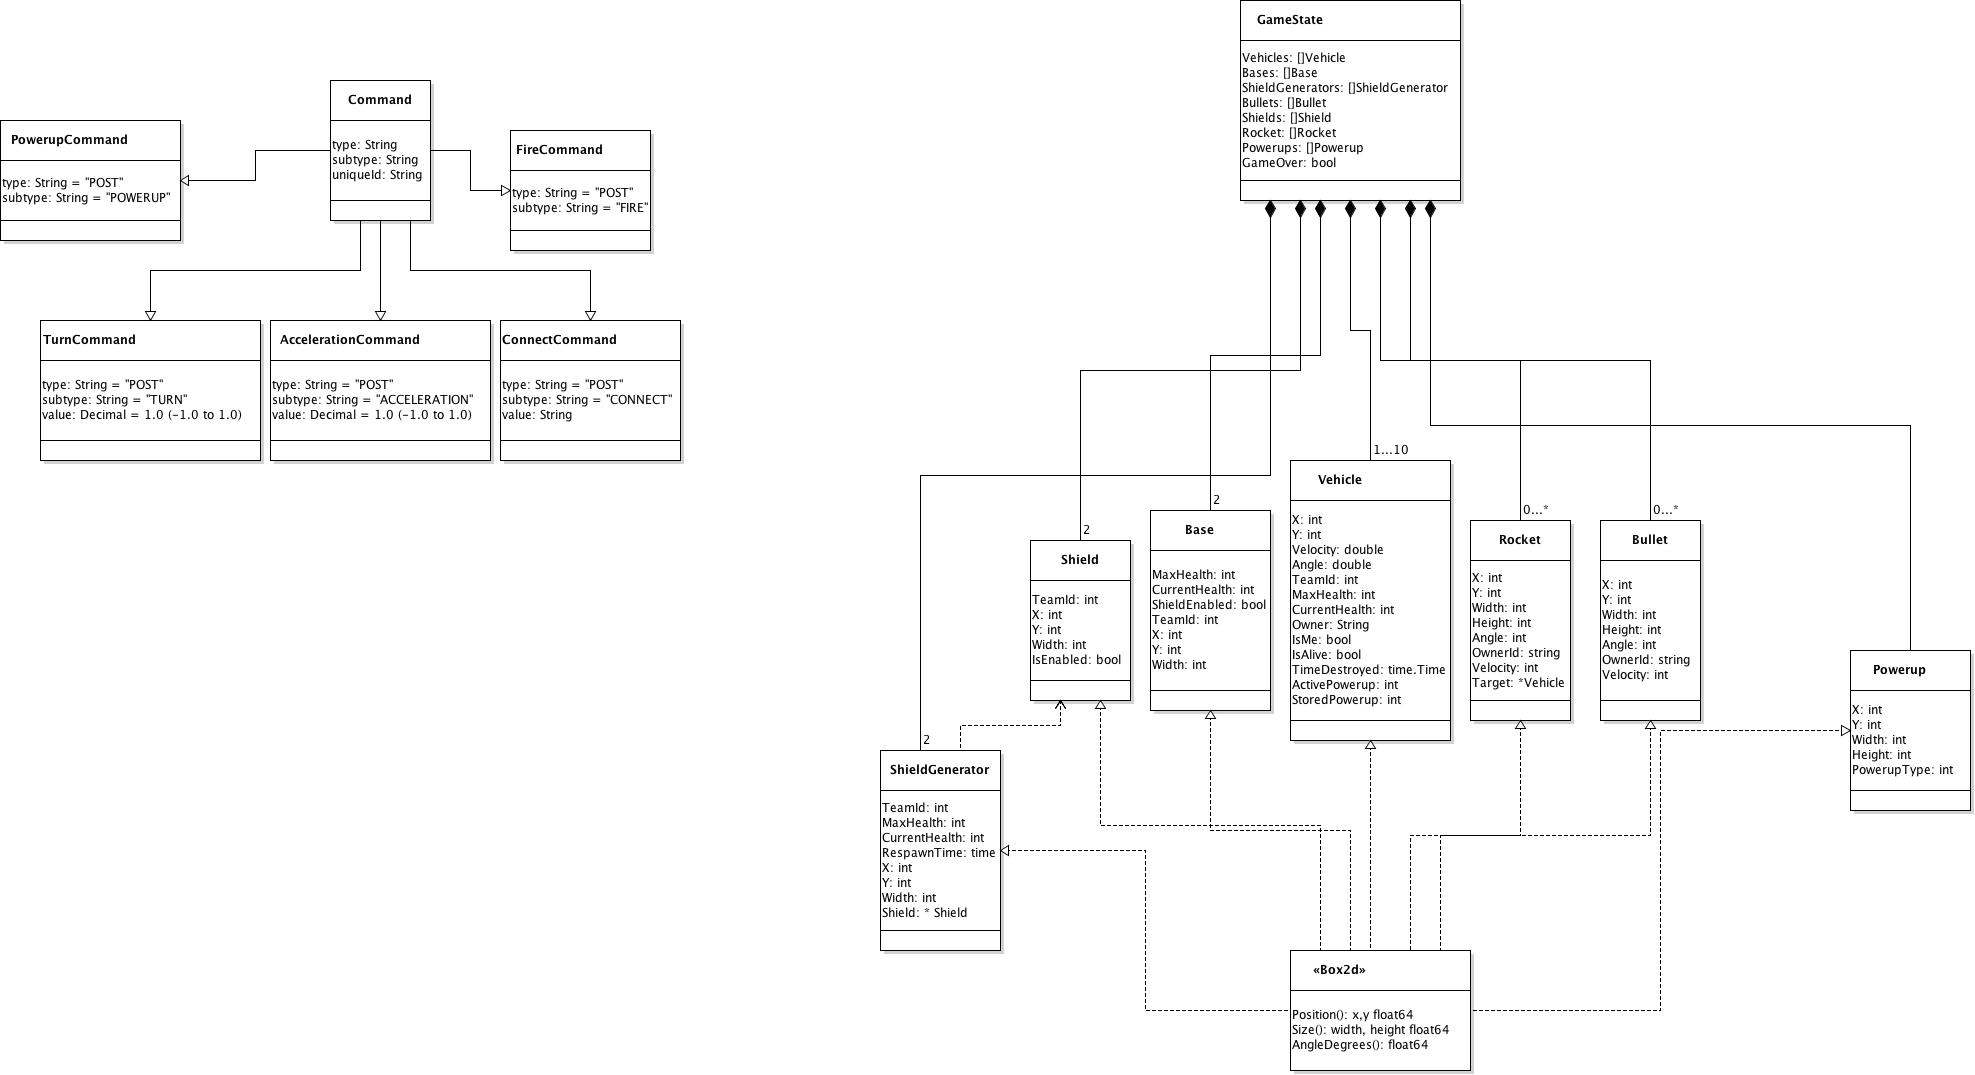 Command
type: String
subtype: String
uniqueId: String
PowerupCommand
type: String = "POST"
subtype: String = "POWERUP"
FireCommand
type: String = "POST"
subtype: String = "FIRE"
TurnCommand
type: String = "POST"
subtype: String = "TURN"
value: Decimal = 1.0 (-1.0 to 1.0)
AccelerationCommand
type: String = "POST"
subtype: String = "ACCELERATION"
value: Decimal = 1.0 (-1.0 to 1.0)
ConnectCommand
type: String = "POST"
subtype: String = "CONNECT"
value: String
GameState
Vehicles: []Vehicle
Bases: []Base
ShieldGenerators: []ShieldGenerator
Bullets: []Bullet
Shields: []Shield
Rocket: []Rocket
Powerups: []Powerup
GameOver: bool
2
ShieldGenerator
TeamId: int
MaxHealth: int
CurrentHealth: int
RespawnTime: time
X: int
Y: int
Width: int
Shield: * Shield
2
Shield
TeamId: int
X: int
Y: int
Width: int
IsEnabled: bool
2
Base
MaxHealth: int
CurrentHealth: int
ShieldEnabled: bool
TeamId: int
X: int
Y: int
Width: int
1...10
Vehicle
X: int
Y: int
Velocity: double
Angle: double
TeamId: int
MaxHealth: int
CurrentHealth: int
Owner: String
IsMe: bool
IsAlive: bool
TimeDestroyed: time.Time
ActivePowerup: int
StoredPowerup: int
0...*
Rocket
X: int
Y: int
Width: int
Height: int
Angle: int
OwnerId: string
Velocity: int
Target: *Vehicle
0...*
Bullet
X: int
Y: int
Width: int
Height: int
Angle: int
OwnerId: string
Velocity: int
Powerup
X: int
Y: int
Width: int
Height: int
PowerupType: int
«Box2d»
Position(): x,y float64
Size(): width, height float64
AngleDegrees(): float64